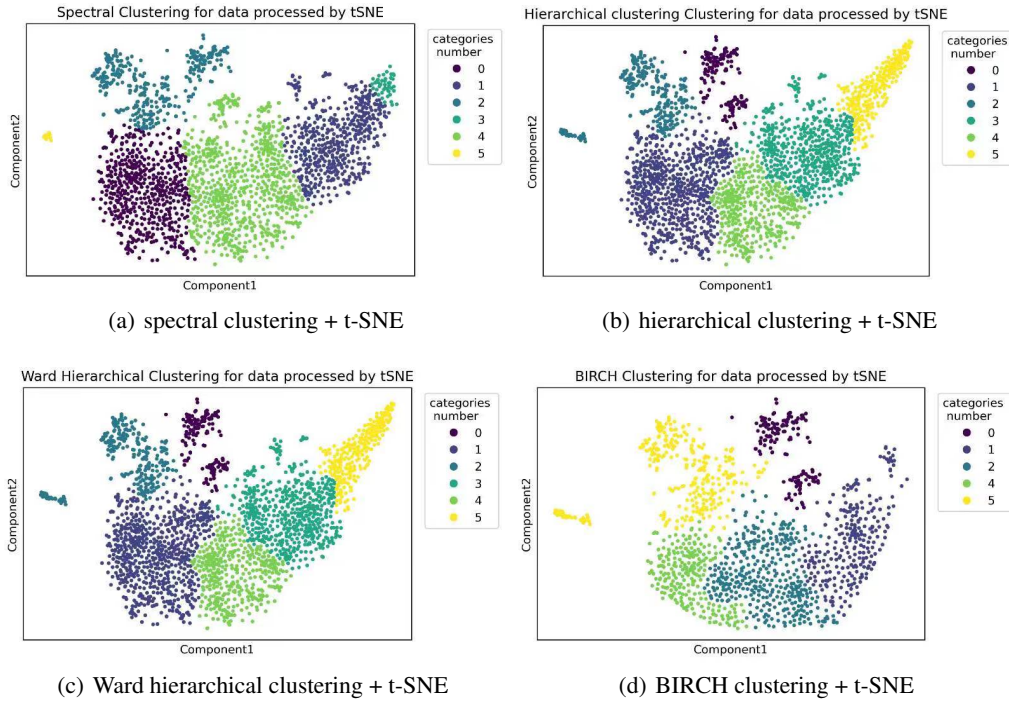 Spectral Clustering for data processed by tSNE
categories
number
0
1
2
3
4
5
Component2
Component1
(a) spectral clustering + t-SNE
Hierarchical clustering Clustering for data processed by tSNE
categories
number
0
1
2
3
4
5
Component2
Component1
(b) hierarchical clustering + t-SNE
Ward Hierarchical Clustering for data processed by tSNE
categories
number
0
1
2
3
4
5
Component2
Component1
(c) Ward hierarchical clustering + t-SNE
BIRCH Clustering for data processed by tSNE
categories
number
0
1
2
4
5
Component2
Component1
(d) BIRCH clustering + t-SNE